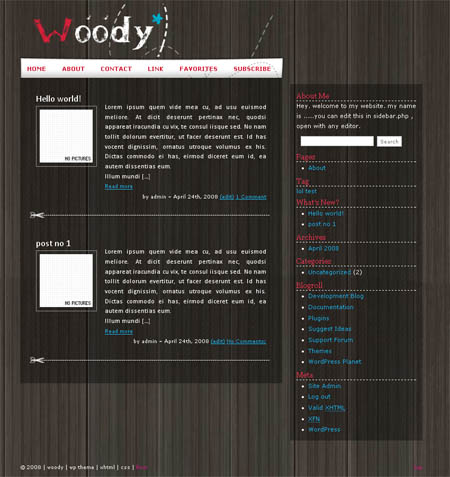 Woody
HOME ABOUT CONTACT LINK FAVORITES SUBSCRIBE
Hello world!
NO PICTURES
Lorem ipsum quem vide mea cu, ad usu euismod
meliore. At dicit deserunt pertinax nec, quodsi
appareat iracundia cu vix, te consul iisque sed. No nam
tollit dolorum evertitur, ut facer deserunt est. Id has
vocent dignissim, ornatus utroque volumus ex his.
Dictas commodo ei has, eirmod dicerem eum id, ea
autem dissentias eum.
Illum mundi [...]
Read more
by admin ~ April 24th, 2008 (edit) 1 Comment
post no 1
NO PICTURES
Lorem ipsum quem vide mea cu, ad usu euismod
meliore. At dicit deserunt pertinax nec, quodsi
appareat iracundia cu vix, te consul iisque sed. No nam
tollit dolorum evertitur, ut facer deserunt est. Id has
vocent dignissim, ornatus utroque volumus ex his.
Dictas commodo ei has, eirmod dicerem eum id, ea
autem dissentias eum.
Illum mundi [...]
Read more
by admin ~ April 24th, 2008 (edit) No Comments
About Me
Hey. welcome to my website. my name
is .....you can edit this in sidebar.php ,
open with any editor.
Search
Pages
About
Tag
lol test
What's New?
Hello world!
post no 1
Archives
April 2008
Categories
Uncategorized (2)
Blogroll
Development Blog
Documentation
Plugins
Suggest Ideas
Support Forum
Themes
WordPress Planet
Meta
Site Admin
Log out
Valid XHTML
XFN
WordPress
© 2008 | woody | wp theme | xhtml | css |